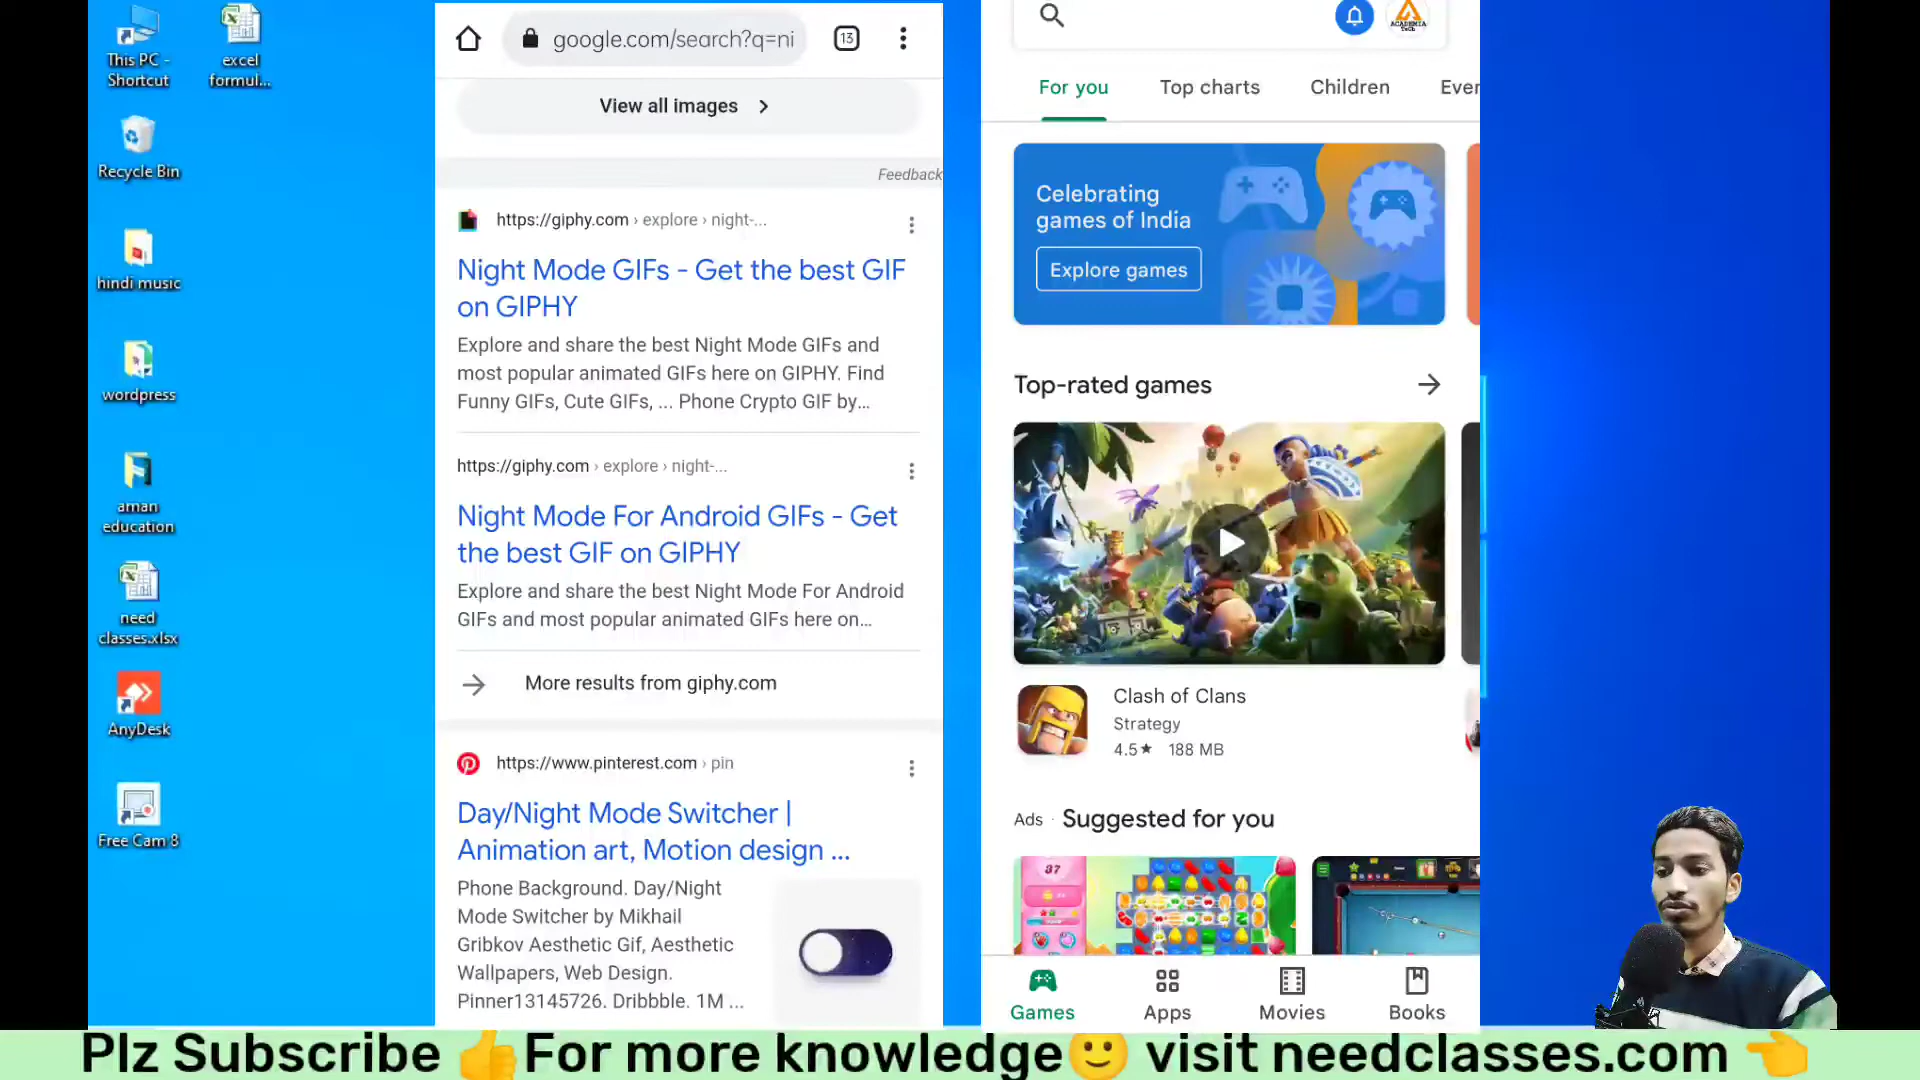 This PC -
Shortcut
excel
formul...
Recycle Bin
hindi music
wordpress
aman
education
need
classes.xlsx
AnyDesk
Free Cam 8
google.com/search?q=ni
13
View all images
Feedback
https://giphy.com › explore › night-...
Night Mode GIFs - Get the best GIF
on GIPHY
Explore and share the best Night Mode GIFs and
most popular animated GIFs here on GIPHY. Find
Funny GIFs, Cute GIFs, ... Phone Crypto GIF by...
https://giphy.com › explore › night-...
Night Mode For Android GIFs - Get
the best GIF on GIPHY
Explore and share the best Night Mode For Android
GIFs and most popular animated GIFs here on...
More results from giphy.com
https://www.pinterest.com › pin
Day/Night Mode Switcher |
Animation art, Motion design ...
Phone Background. Day/Night
Mode Switcher by Mikhail
Gribkov Aesthetic Gif, Aesthetic
Wallpapers, Web Design.
Pinner13145726. Dribbble. 1M ...
ACADEMIA
TeCh
For you
Top charts
Children
Ever
Celebrating
games of India
Explore games
Top-rated games
Clash of Clans
Strategy
4.5★ 188 MB
Ads · Suggested for you
37
Games
Apps
Movies
Books
Plz Subscribe 👍For more knowledge🙂 visit needclasses.com 👈